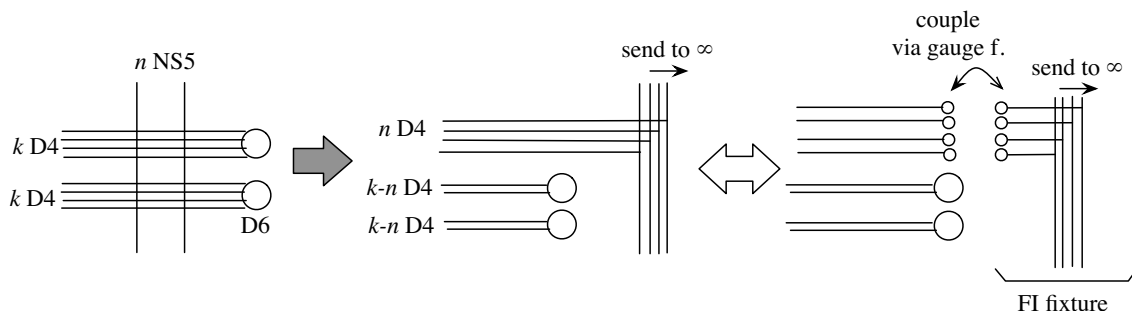 n NS5
k D4
k D4
D6
send to ∞
n D4
k-n D4
k-n D4
couple
via gauge f.
send to ∞
FI fixture